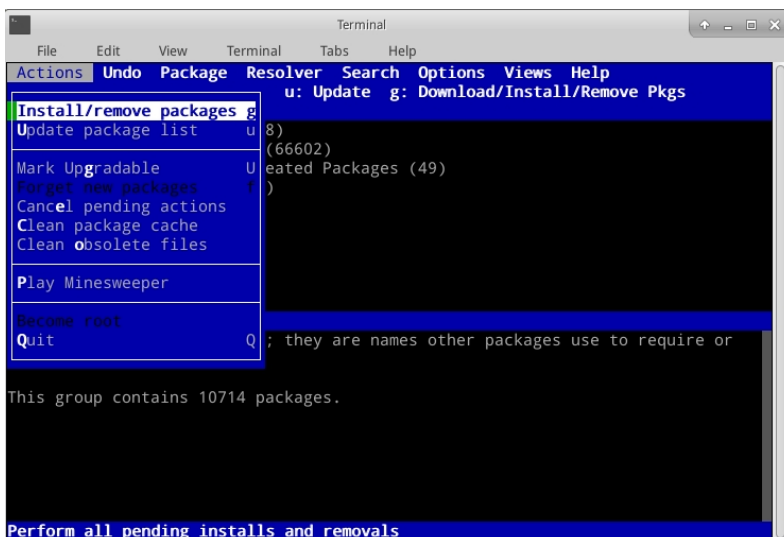 Terminal
File Edit View Terminal Tabs Help
Actions Undo Package Resolver Search Options Views Help
u: Update g: Download/Install/Remove Pkgs
Install/remove packages g
Update package list u 8)
(66602)
Mark Upgradable U eated Packages (49)
Forget new packages f )
Cancel pending actions
Clean package cache
Clean obsolete files
Play Minesweeper
Become root
Quit Q ; they are names other packages use to require or
This group contains 10714 packages.
Perform all pending installs and removals